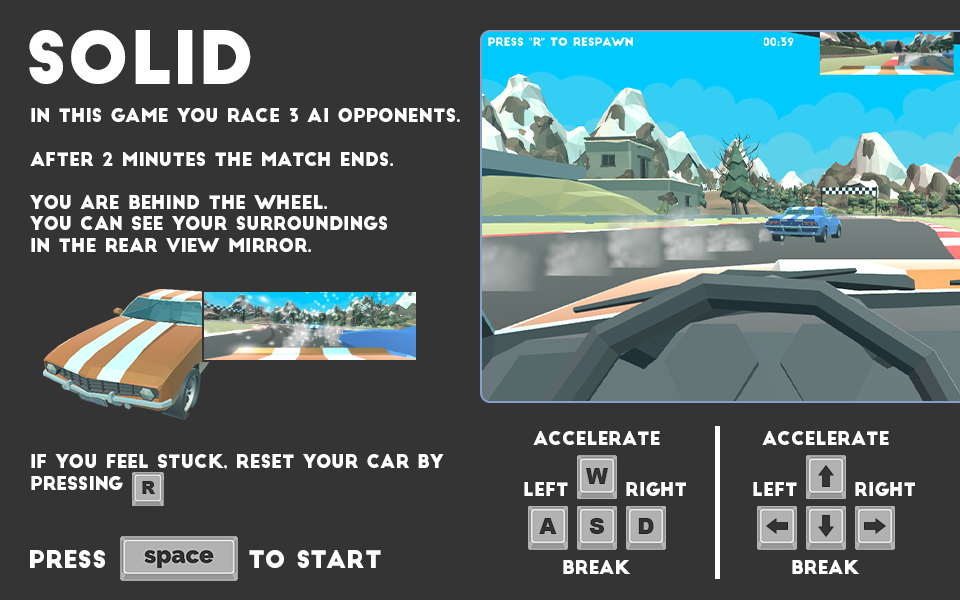 SOLID
IN THIS GAME YOU RACE 3 AI OPPONENTS.
AFTER 2 MINUTES THE MATCH ENDS.
YOU ARE BEHIND THE WHEEL.
YOU CAN SEE YOUR SURROUNDINGS
IN THE REAR VIEW MIRROR.
IF YOU FEEL STUCK, RESET YOUR CAR BY
PRESSING R
PRESS space TO START
PRESS "R" TO RESPAWN 00:39
ACCELERATE
W
LEFT RIGHT
A S D
BREAK
ACCELERATE
LEFT RIGHT
BREAK